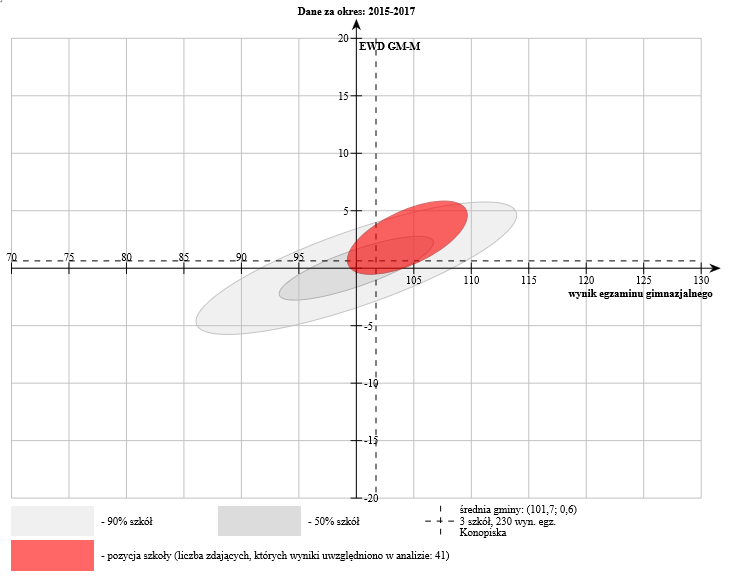 Dane za okres: 2015-2017
EWD GM-M
20
15
10
5
-5
-10
-15
-20
70 75 80 85 90 95 105 110 115 120 125 130
wynik egzaminu gimnazjalnego
- 90% szkół
- 50% szkół
średnia gminy: (101,7; 0,6)
3 szkół, 230 wyn. egz.
Konopiska
- pozycja szkoły (liczba zdających, których wyniki uwzględniono w analizie: 41)